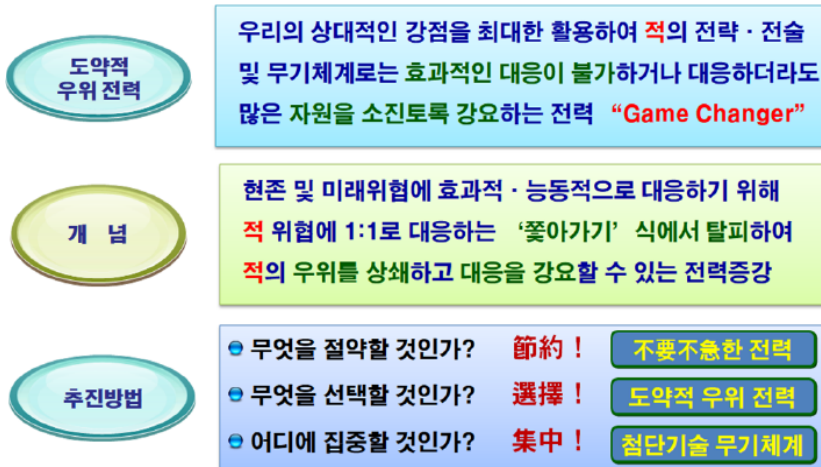 도약적
우위 전력
우리의 상대적인 강점을 최대한 활용하여 적의 전략 · 전술
및 무기체계로는 효과적인 대응이 불가하거나 대응하더라도
많은 자원을 소진토록 강요하는 전력 “Game Changer”
개 념
현존 및 미래위협에 효과적 · 능동적으로 대응하기 위해
적 위협에 1:1로 대응하는 ‘쫓아가기’ 식에서 탈피하여
적의 우위를 상쇄하고 대응을 강요할 수 있는 전력증강
추진방법
무엇을 절약할 것인가? 節約 ! 不要不急한 전력
무엇을 선택할 것인가? 選擇 ! 도약적 우위 전력
어디에 집중할 것인가? 集中 ! 첨단기술 무기체계